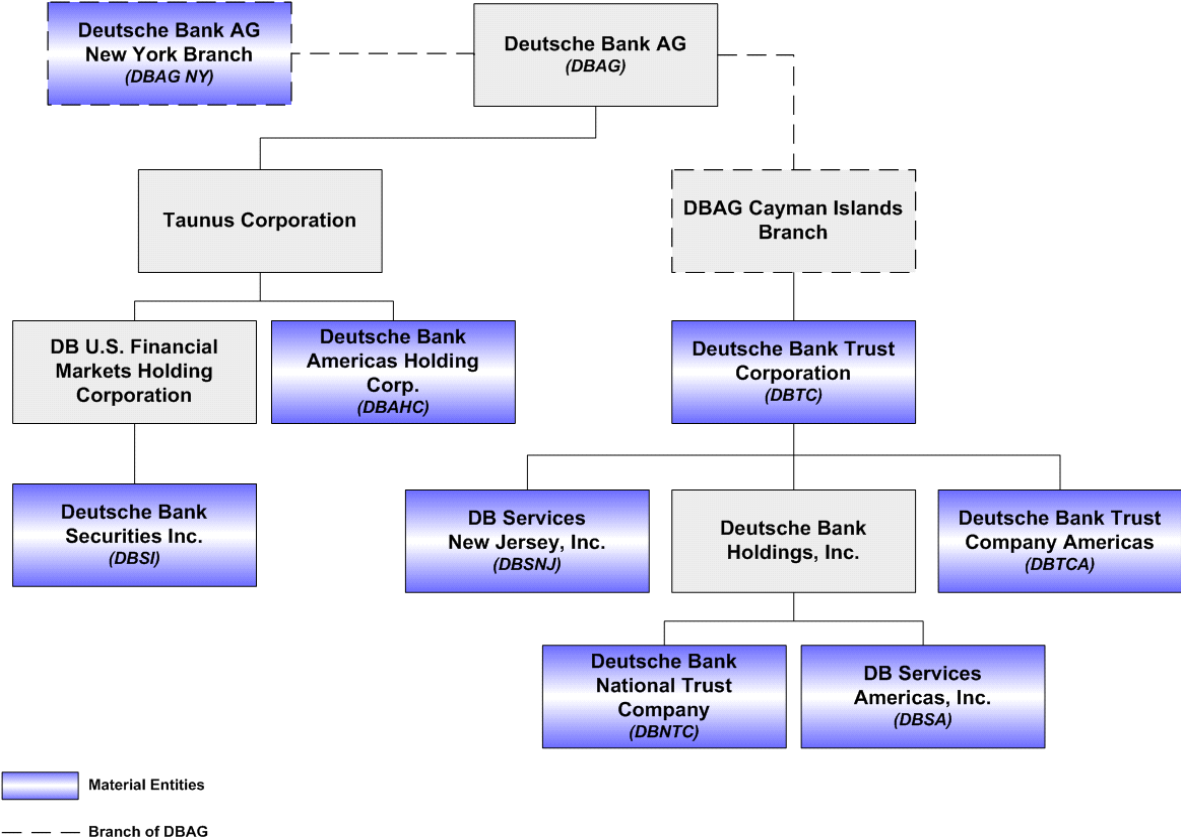 Deutsche Bank AG
New York Branch
(DBAG NY)
Deutsche Bank AG
(DBAG)
Taunus Corporation
DBAG Cayman Islands
Branch
DB U.S. Financial
Markets Holding
Corporation
Deutsche Bank
Americas Holding
Corp.
(DBAHC)
Deutsche Bank Trust
Corporation
(DBTC)
Deutsche Bank
Securities Inc.
(DBSI)
DB Services
New Jersey, Inc.
(DBSNJ)
Deutsche Bank
Holdings, Inc.
Deutsche Bank Trust
Company Americas
(DBTCA)
Deutsche Bank
National Trust
Company
(DBNTC)
DB Services
Americas, Inc.
(DBSA)
Material Entities
Branch of DBAG